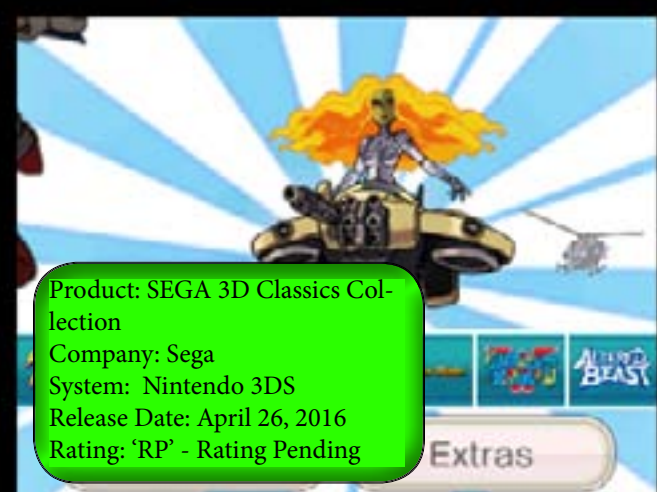 Product: SEGA 3D Classics Col-
lection
Company: Sega
System:  Nintendo 3DS
Release Date: April 26, 2016
Rating: ‘RP’ - Rating Pending
ALTERED
BEAST
Extras